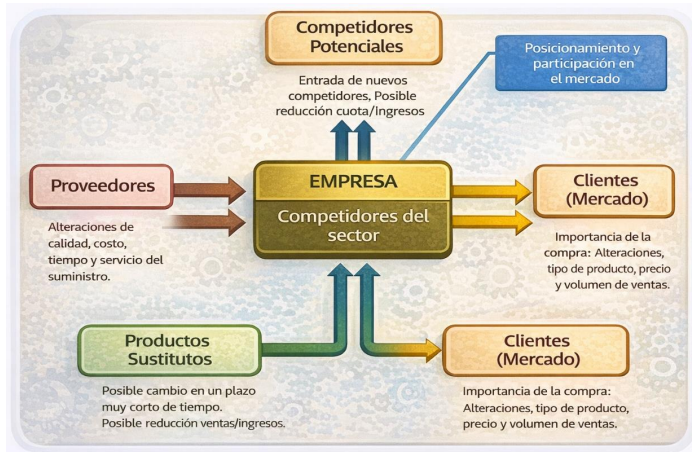 Competidores
Potenciales
Entrada de nuevos
competidores, Posible
reducción cuota/Ingresos
Posicionamiento y
participación en
el mercado
Proveedores
Alteraciones de
calidad, costo,
tiempo y servicio del
suministro.
EMPRESA
Competidores del
sector
Clientes
(Mercado)
Importancia de la
compra: Alteraciones,
tipo de producto, precio
y volumen de ventas.
Productos
Sustitutos
Posible cambio en un plazo
muy corto de tiempo.
Posible reducción ventas/ingresos.
Clientes
(Mercado)
Importancia de la compra:
Alteraciones, tipo de producto,
precio y volumen de ventas.